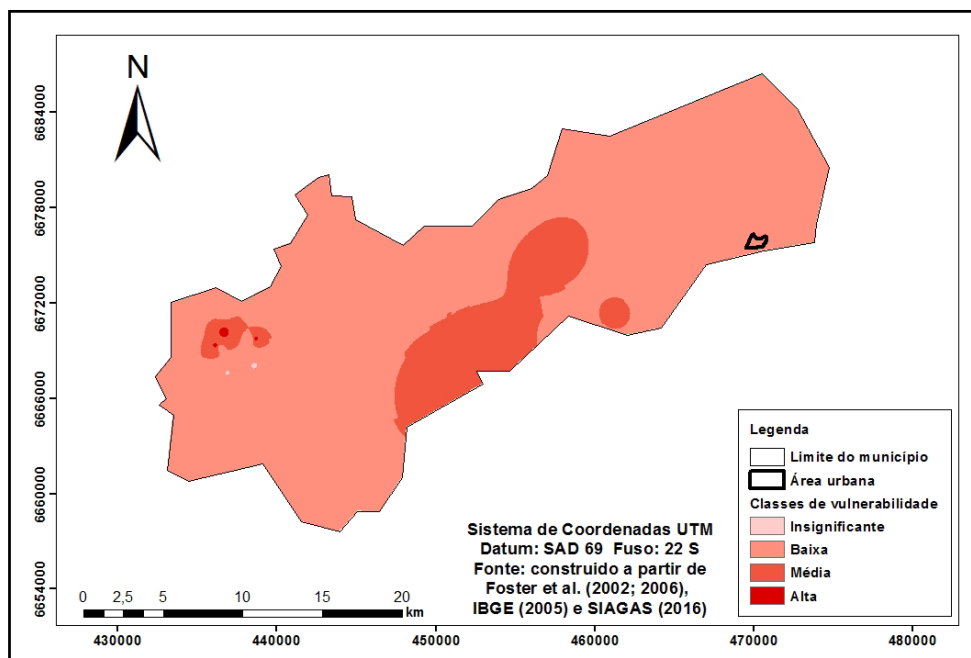 N
6684000
6678000
6672000
6666000
6660000
6654000
Legenda
Limite do município
Área urbana
Classes de vulnerabilidade
Insignificante
Baixa
Média
Alta
Sistema de Coordenadas UTM
Datum: SAD 69 Fuso: 22 S
Fonte: construido a partir de
Foster et al. (2002; 2006),
IBGE (2005) e SIAGAS (2016)
0 2,5 5 10 15 20
km
430000 440000 450000 460000 470000 480000